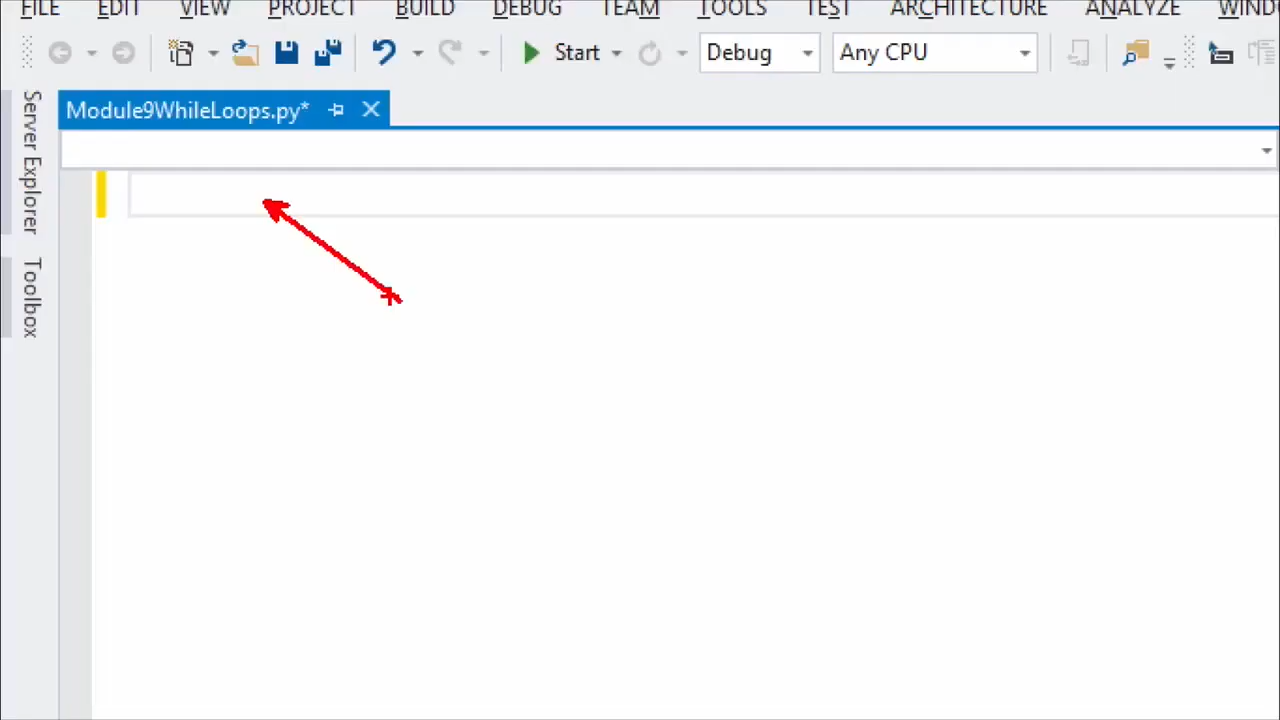 FILE EDIT VIEW PROJECT BUILD DEBUG TEAM TOOLS TEST ARCHITECTURE ANALYZE WIND
Start Debug Any CPU
Module9WhileLoops.py*
Server Explorer
Toolbox